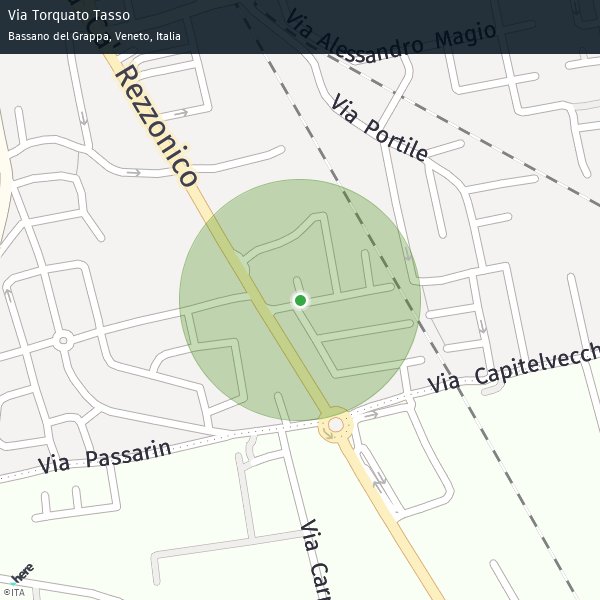 Via Torquato Tasso
Bassano del Grappa, Veneto, Italia
Via Alessandro Magio
Rezzonico
Via Portile
Via Capitelvecch
Via Passarin
Via Carr
here
©ITA